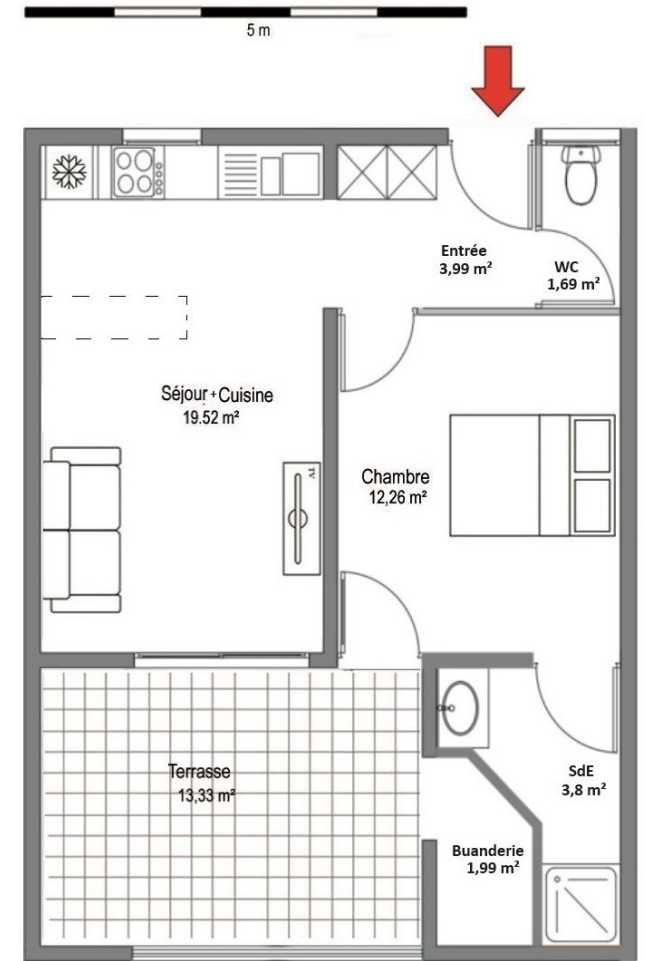 5 m
Entrée
3,99 m²
WC
1,69 m²
Séjour+Cuisine
19.52 m²
TV
Chambre
12,26 m²
Terrasse
13,33 m²
SdE
3,8 m²
Buanderie
1,99 m²